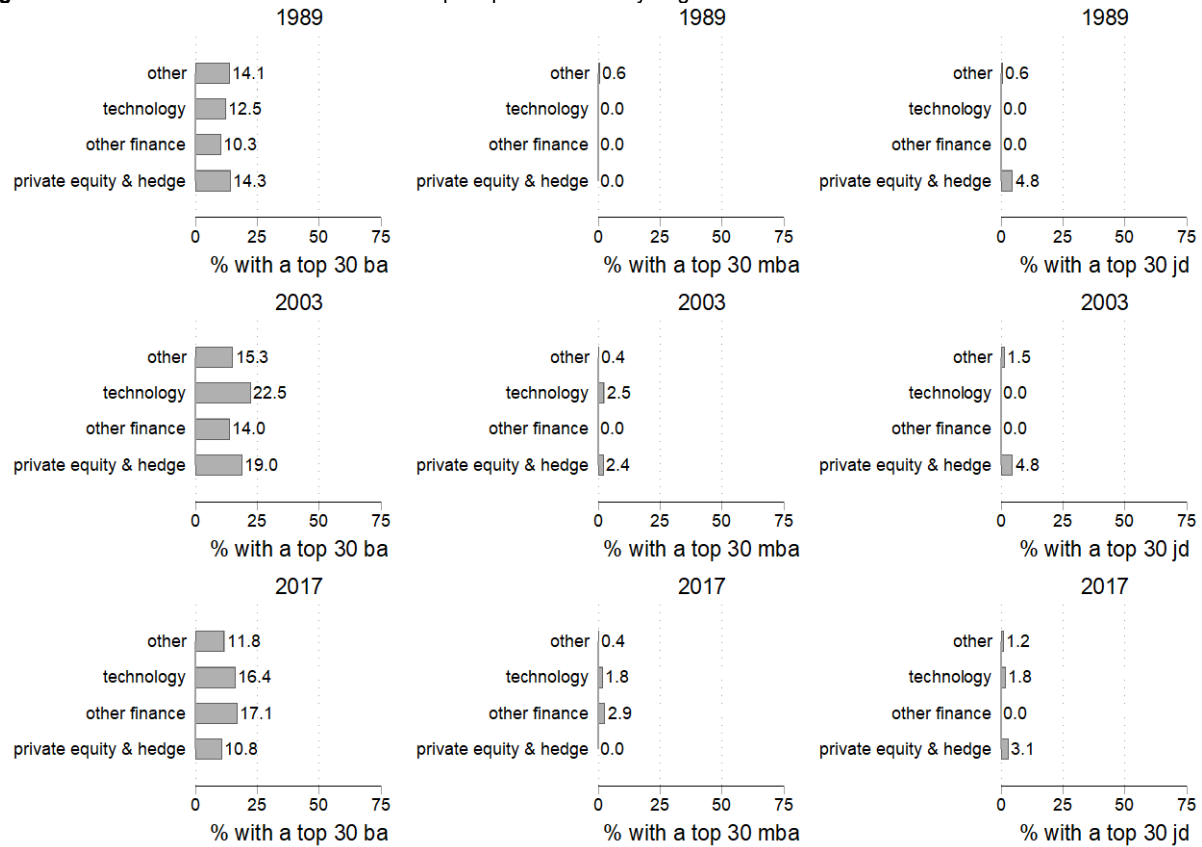 1989
other 14.1
technology 12.5
other finance 10.3
private equity & hedge 14.3
0 25 50 75
% with a top 30 ba
1989
other 0.6
technology 0.0
other finance 0.0
private equity & hedge 0.0
0 25 50 75
% with a top 30 mba
1989
other 0.6
technology 0.0
other finance 0.0
private equity & hedge 4.8
0 25 50 75
% with a top 30 jd
2003
other 15.3
technology 22.5
other finance 14.0
private equity & hedge 19.0
0 25 50 75
% with a top 30 ba
2003
other 0.4
technology 2.5
other finance 0.0
private equity & hedge 2.4
0 25 50 75
% with a top 30 mba
2003
other 1.5
technology 0.0
other finance 0.0
private equity & hedge 4.8
0 25 50 75
% with a top 30 jd
2017
other 11.8
technology 16.4
other finance 17.1
private equity & hedge 10.8
0 25 50 75
% with a top 30 ba
2017
other 0.4
technology 1.8
other finance 2.9
private equity & hedge 0.0
0 25 50 75
% with a top 30 mba
2017
other 1.2
technology 1.8
other finance 0.0
private equity & hedge 3.1
0 25 50 75
% with a top 30 jd